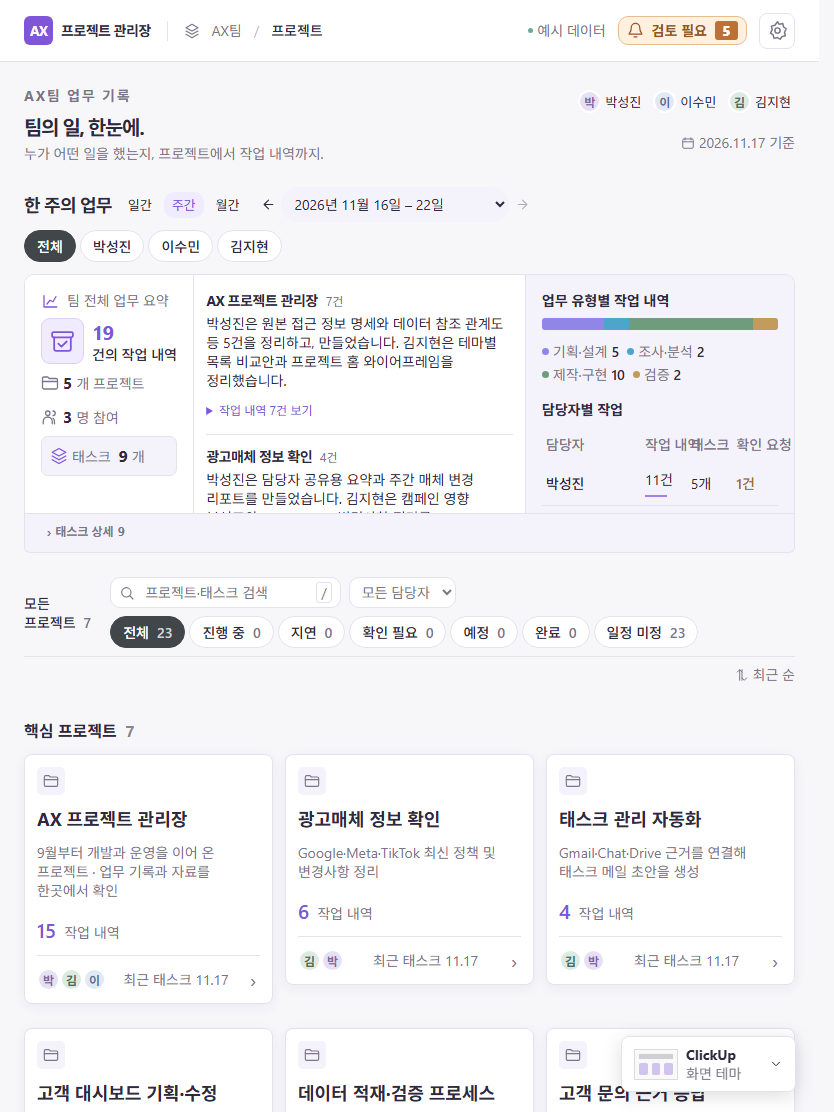 AX 프로젝트 관리장 AX팀 / 프로젝트 예시 데이터 검토 필요 5
AX팀 업무 기록
팀의 일, 한눈에.
누가 어떤 일을 했는지, 프로젝트에서 작업 내역까지.
박 박성진 이 이수민 김 김지현
2026.11.17 기준
한 주의 업무 일간 주간 월간 ← 2026년 11월 16일 – 22일 →
전체 박성진 이수민 김지현
팀 전체 업무 요약
19
건의 작업 내역
5 개 프로젝트
3 명 참여
태스크 9 개
AX 프로젝트 관리장 7건
박성진은 원본 접근 정보 명세와 데이터 참조 관계도
등 5건을 정리하고, 만들었습니다. 김지현은 테마별
목록 비교안과 프로젝트 홈 와이어프레임을
정리했습니다.
▶ 작업 내역 7건 보기
광고매체 정보 확인 4건
박성진은 담당자 공유용 요약과 주간 매체 변경
리포트를 만들었습니다. 김지현은 캠페인 영향
업무 유형별 작업 내역
기획·설계 5 조사·분석 2
제작·구현 10 검증 2
담당자별 작업
담당자 작업 내역 태스크 확인 요청
박성진 11건 5개 1건
› 태스크 상세 9
모든
프로젝트 7
프로젝트·태스크 검색 / 모든 담당자
전체 23 진행 중 0 지연 0 확인 필요 0 예정 0 완료 0 일정 미정 23
최근 순
핵심 프로젝트 7
AX 프로젝트 관리장
9월부터 개발과 운영을 이어 온
프로젝트 · 업무 기록과 자료를
한곳에서 확인
15 작업 내역
박 김 이 최근 태스크 11.17 ›
광고매체 정보 확인
Google·Meta·TikTok 최신 정책 및
변경사항 정리
6 작업 내역
김 박 최근 태스크 11.17 ›
태스크 관리 자동화
Gmail·Chat·Drive 근거를 연결해
태스크 메일 초안을 생성
4 작업 내역
김 박 최근 태스크 11.17 ›
고객 대시보드 기획·수정
데이터 적재·검증 프로세스
고객 문의 근거 종합
ClickUp
화면 테마